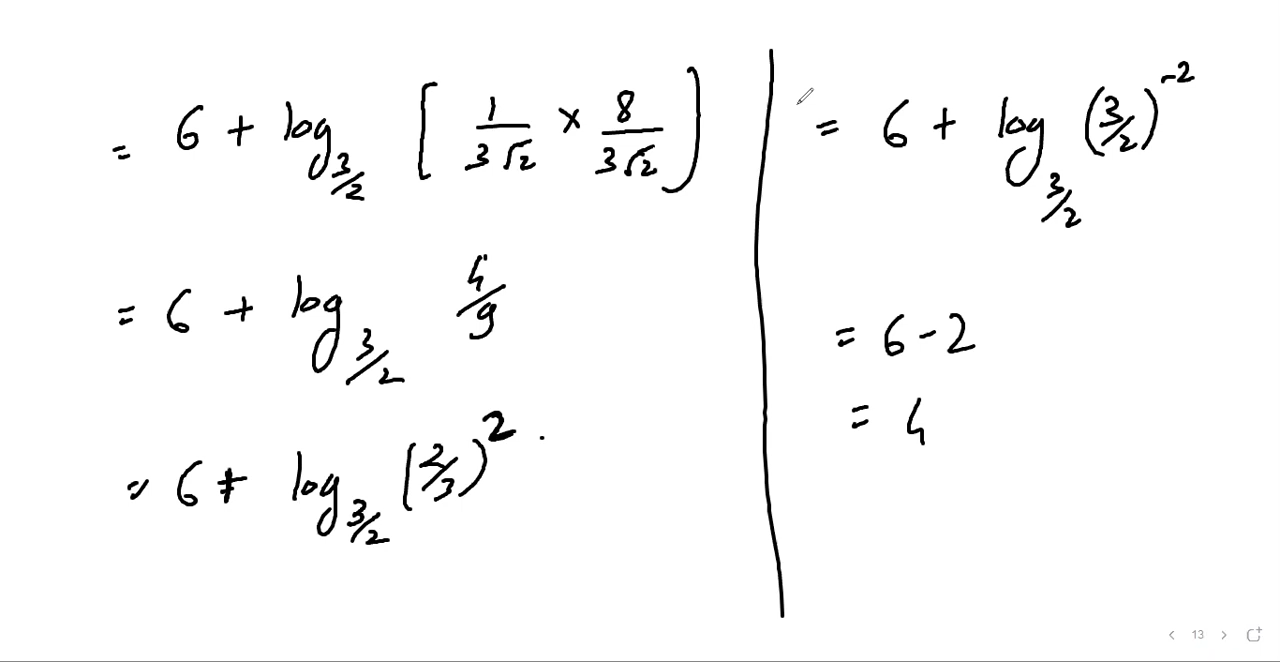 = 6 + log_{3/2} [ 1/(3√2) × 8/(3√2) ]
= 6 + log_{3/2} 4/9
= 6 + log_{3/2} (2/3)^2 .
= 6 + log_{3/2} (3/2)^{-2}
= 6 - 2
= 4
< 13 >